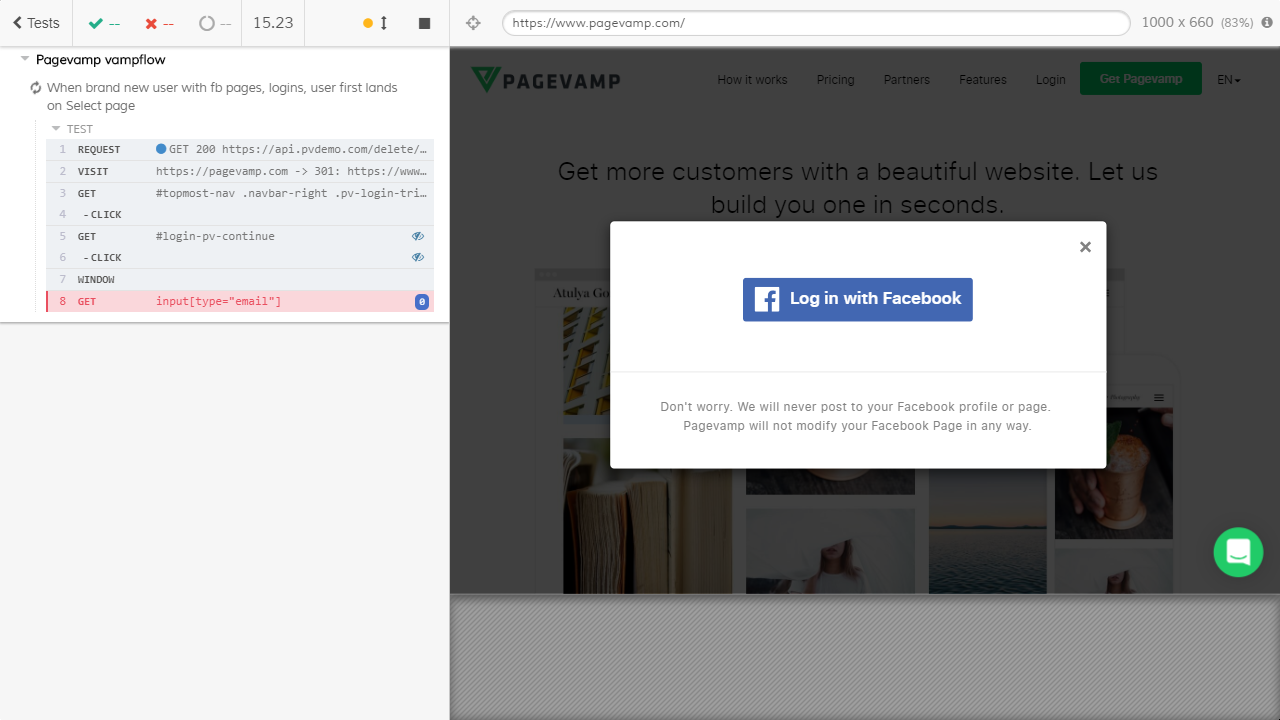 Tests
--
--
--
15.23
https://www.pagevamp.com/
1000 x 660 (83%)
Pagevamp vampflow
When brand new user with fb pages, logins, user first lands
on Select page
TEST
1 REQUEST GET 200 https://api.pvdemo.com/delete/…
2 VISIT https://pagevamp.com -> 301: https://www…
3 GET #topmost-nav .navbar-right .pv-login-tri…
4 -CLICK
5 GET #login-pv-continue
6 -CLICK
7 WINDOW
8 GET input[type="email"] 0
PAGEVAMP
How it works Pricing Partners Features Login Get Pagevamp EN
Get more customers with a beautiful website. Let us
build you one in seconds.
×
Atulya
Log in with Facebook
Don't worry. We will never post to your Facebook profile or page.
Pagevamp will not modify your Facebook Page in any way.